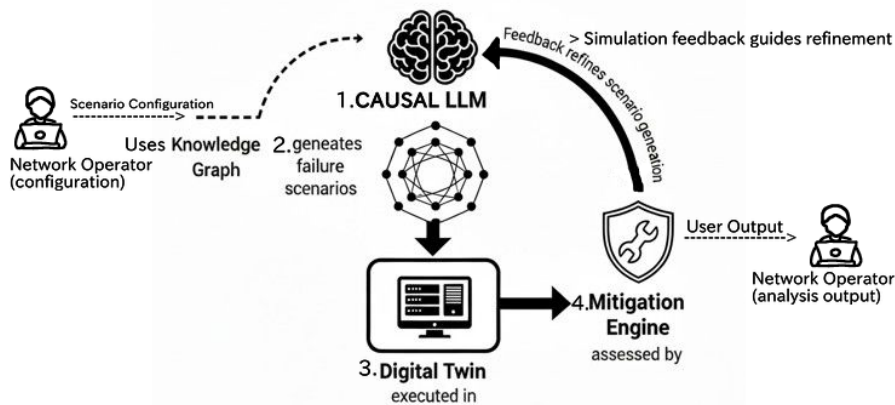 > Simulation feedback guides refinement
Feedback refines scenario geneation
1.CAUSAL LLM
Scenario Configuration
Network Operator
(configuration)
Uses Knowledge
Graph
2.geneates
failure
scenarios
User Output
Network Operator
(analysis output)
4.Mitigation
Engine
assessed by
3.Digital Twin
executed in